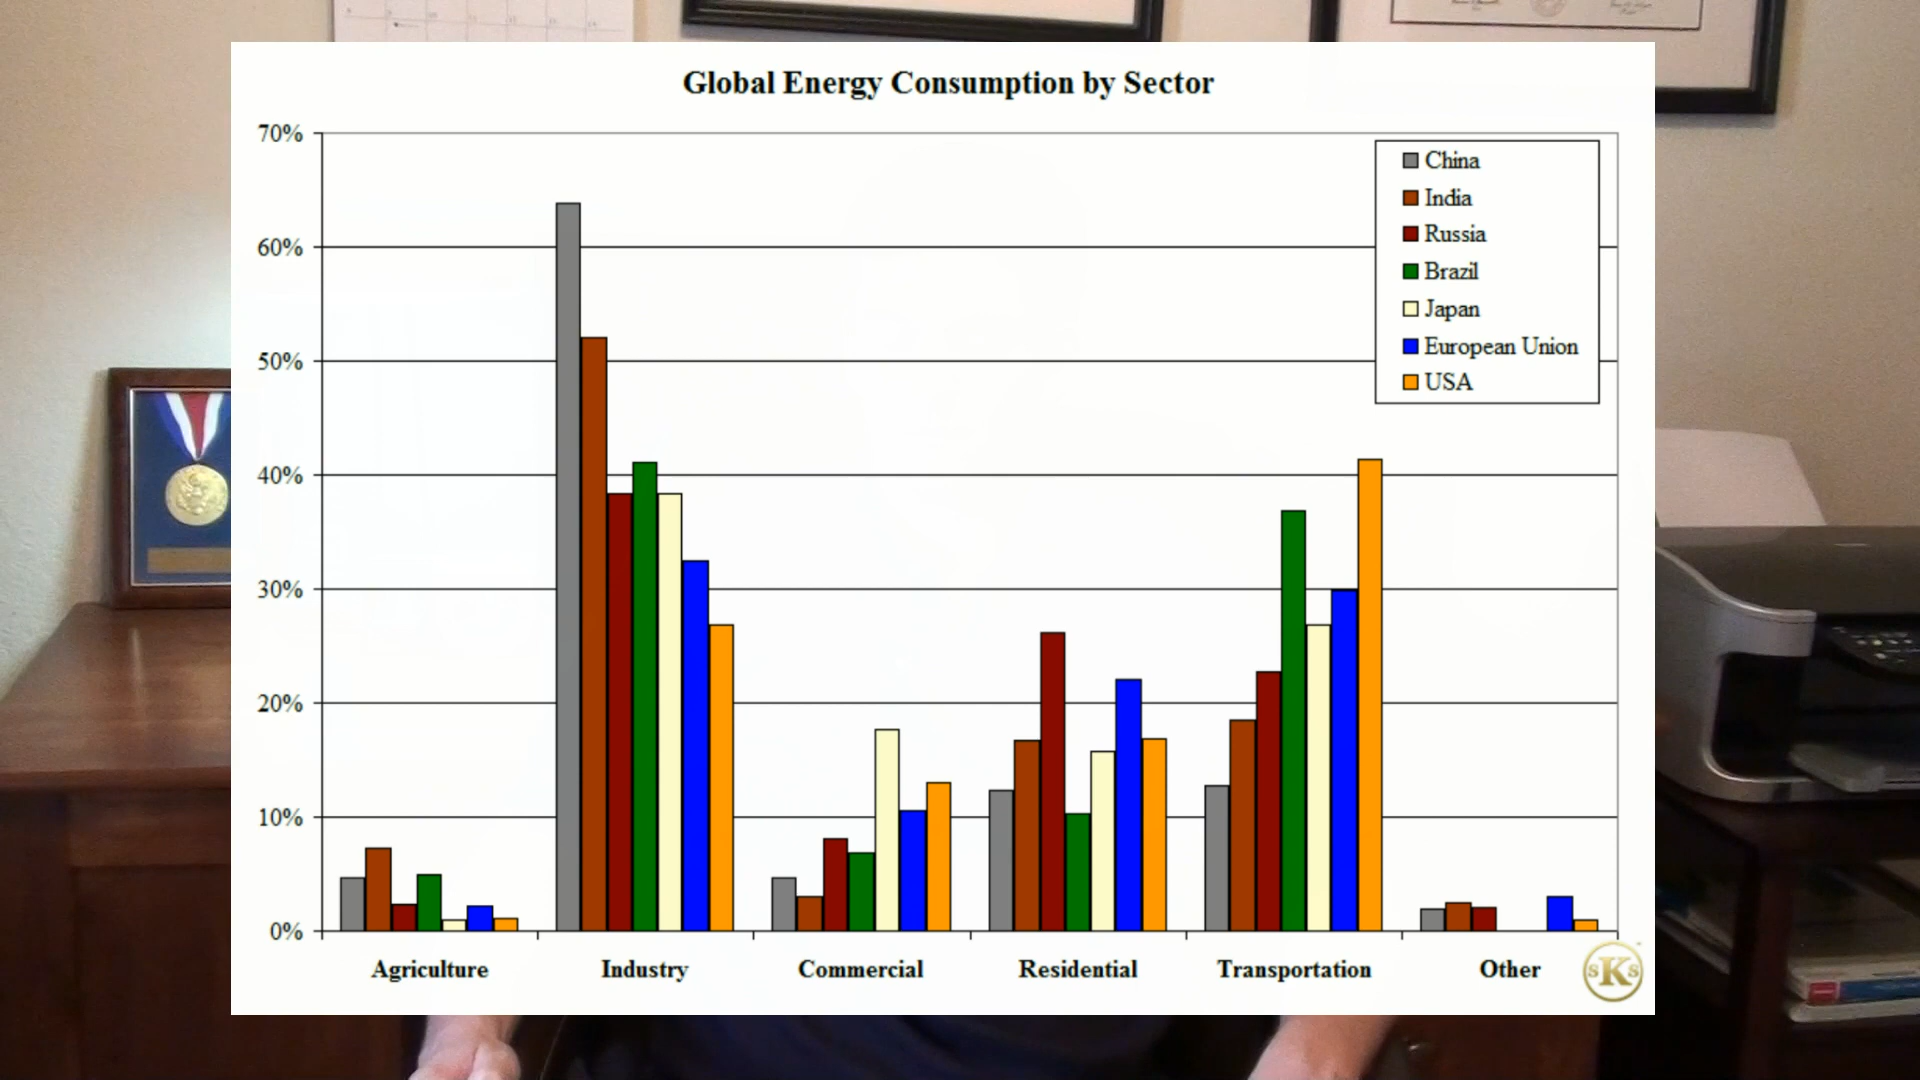 Global Energy Consumption by Sector
70%
60%
50%
40%
30%
20%
10%
0%
China
India
Russia
Brazil
Japan
European Union
USA
Agriculture
Industry
Commercial
Residential
Transportation
Other
sKs